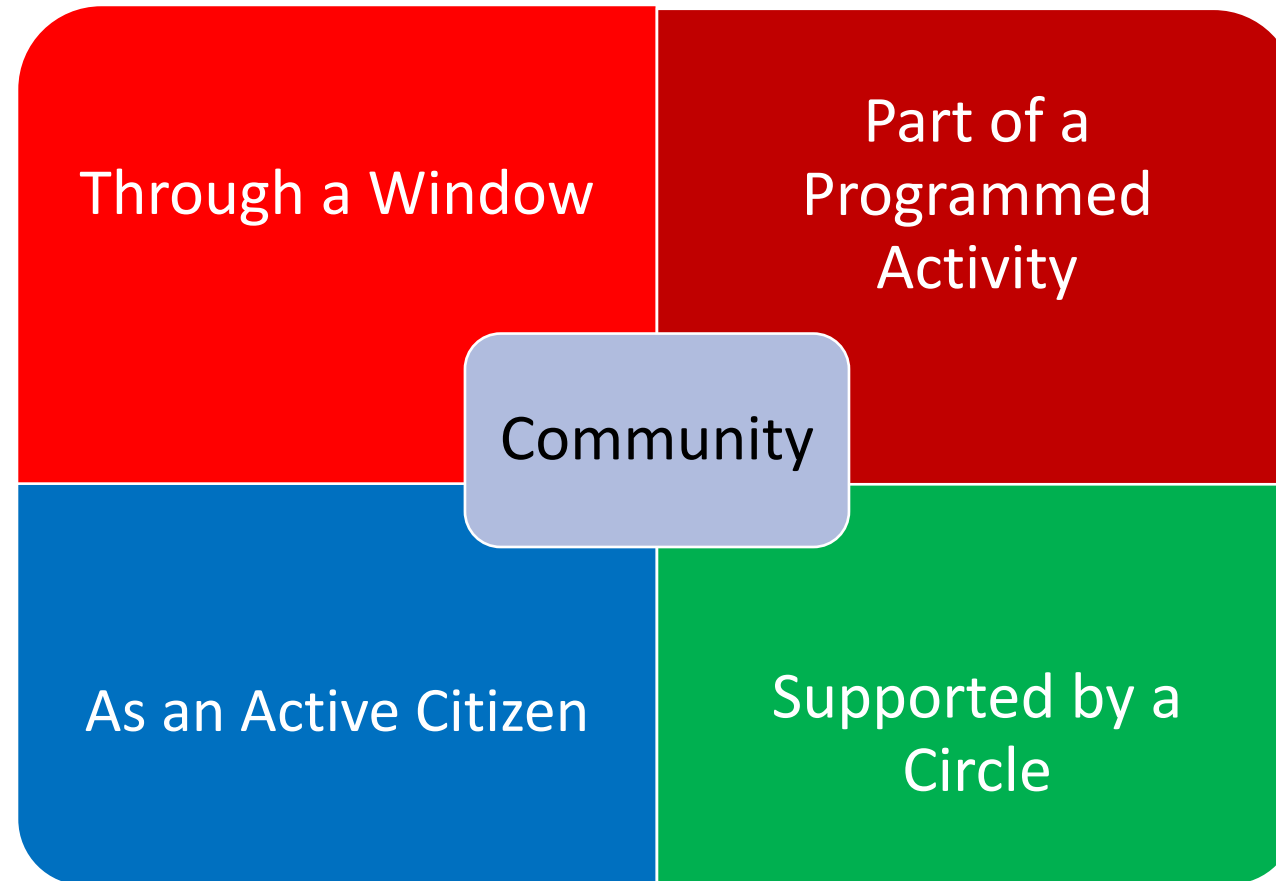 Through a Window
Part of a
Programmed
Activity
Community
As an Active Citizen
Supported by a
Circle